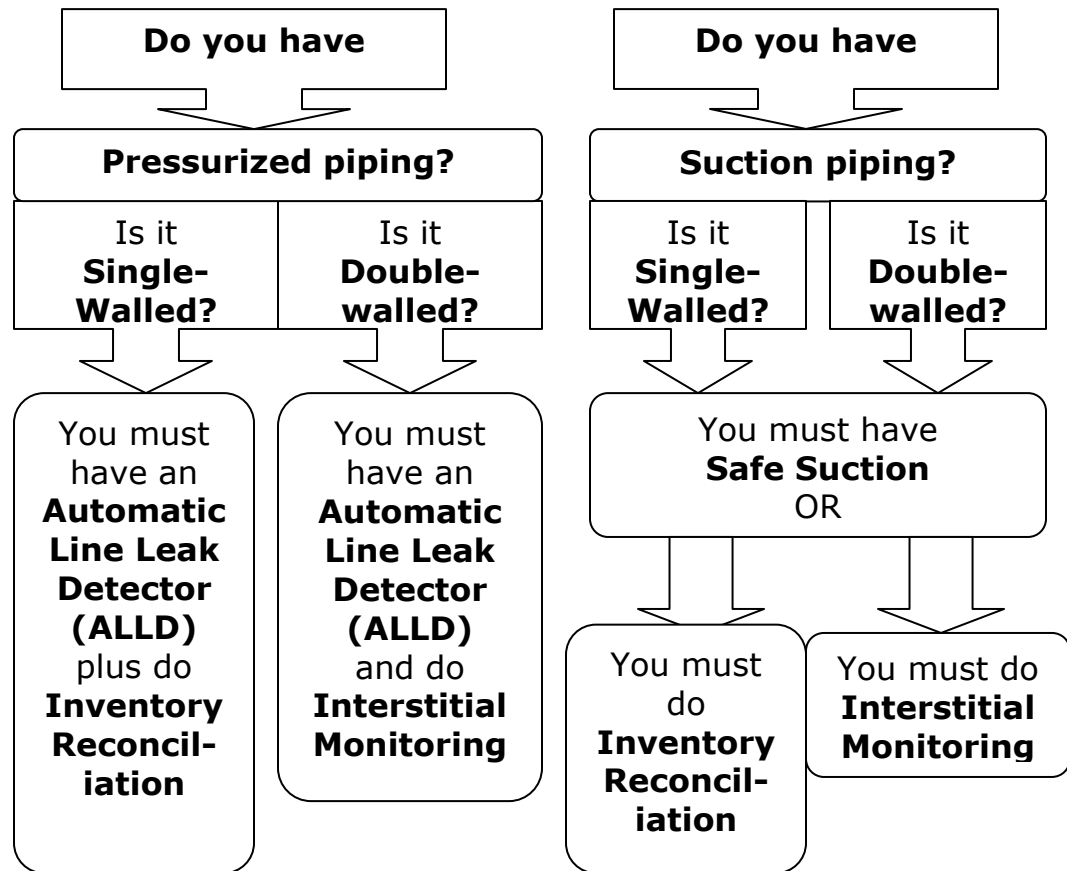 Do you have
Pressurized piping?
Is it
Single-
Walled?
Is it
Double-
walled?
You must
have an
Automatic
Line Leak
Detector
(ALLD)
plus do
Inventory
Reconcil-
iation
You must
have an
Automatic
Line Leak
Detector
(ALLD)
and do
Interstitial
Monitoring
Do you have
Suction piping?
Is it
Single-
Walled?
Is it
Double-
walled?
You must have
Safe Suction
OR
You must
do
Inventory
Reconcil-
iation
You must do
Interstitial
Monitoring